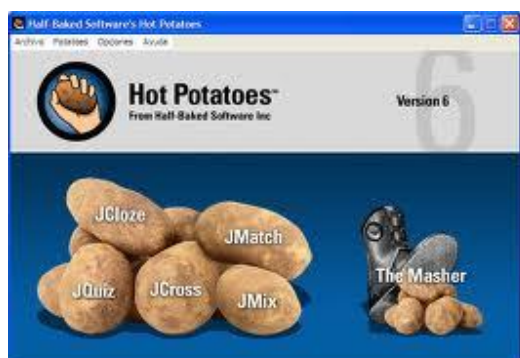 Half-Baked Software's Hot Potatoes
Archivo Potatoes Opciones Ayuda
Hot Potatoes™
From Half-Baked Software Inc
Version 6
6
JCloze
JMatch
The Masher
JQuiz
JCross
JMix